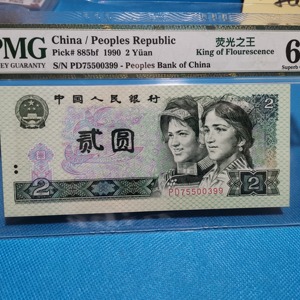 PMG
China / Peoples Republic
荧光之王
Pick# 885bf 1990 2 Yüan
King of Flourescence
S/N PD75500399 - Peoples Bank of China
中国人民银行
2
贰圆
PD75500399
2
2